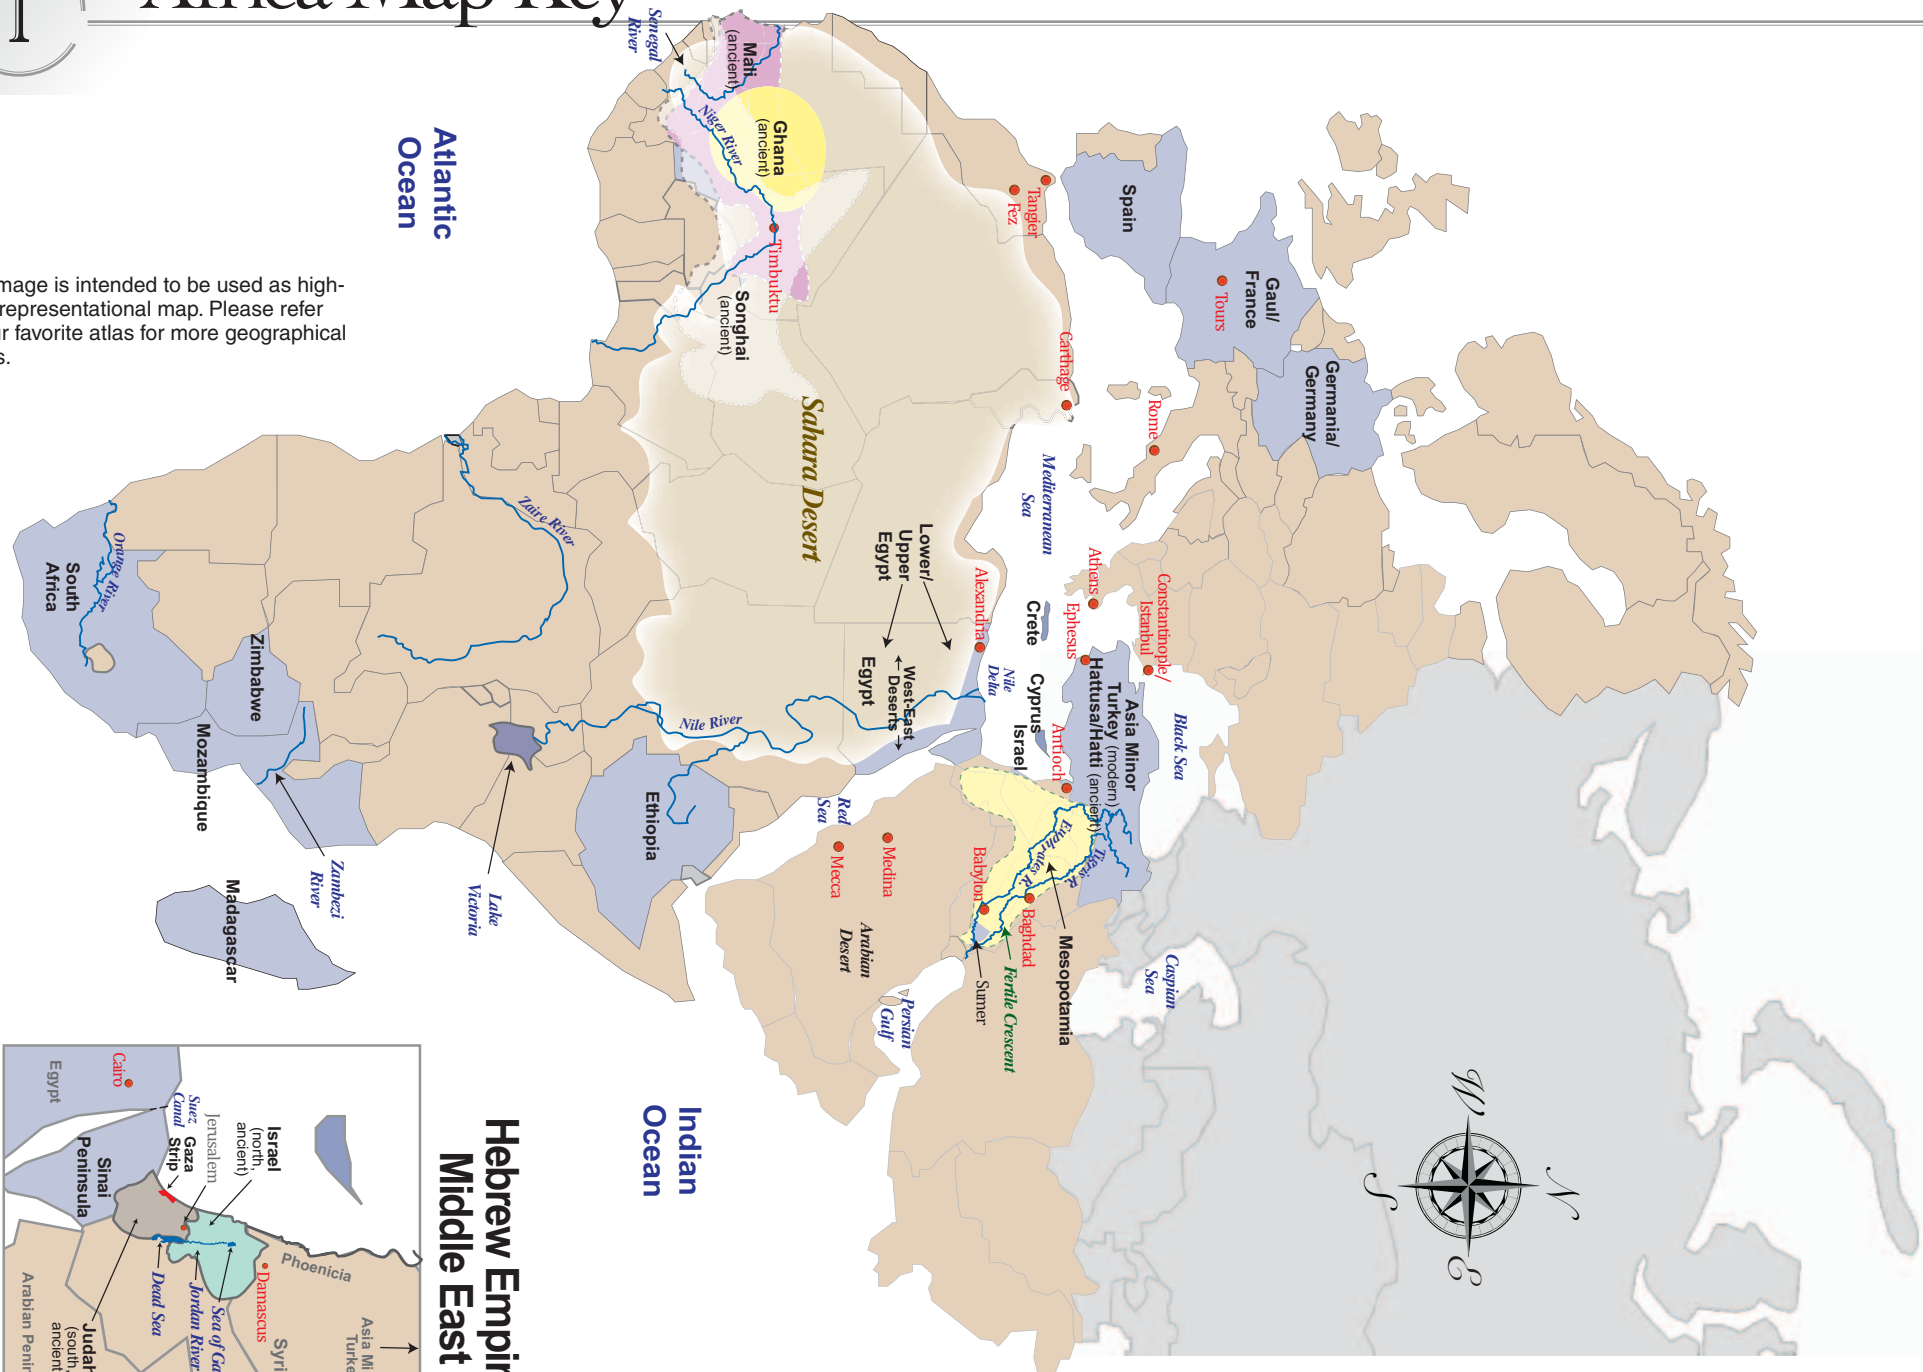 Africa Map Key
1
mage is intended to be used as high-
representational map. Please refer
r favorite atlas for more geographical
s.
Atlantic
Ocean
Senegal
River
Mali
(ancient)
Ghana
(ancient)
Niger River
Timbuktu
Songhai
(ancient)
Sahara Desert
Tangier
Fez
Carthage
Spain
Gaul/
France
Tours
Germania/
Germany
Rome
Mediterranean
Sea
Athens
Ephesus
Constantinople/
Istanbul
Crete
Cyprus
Israel
Antioch
Asia Minor
Turkey (modern)
Hattusa/Hatti (ancient)
Black Sea
Caspian
Sea
Lower/
Upper
Egypt
Alexandria
Nile
Delta
West-East
Deserts
Egypt
Nile River
Red
Sea
Medina
Mecca
Arabian
Desert
Persian
Gulf
Babylon
Baghdad
Euphrates R.
Tigris R.
Mesopotamia
Fertile Crescent
Sumer
Zaire River
Ethiopia
Lake
Victoria
Orange River
South
Africa
Zimbabwe
Mozambique
Zambezi
River
Madagascar
Indian
Ocean
N
W
E
S
Hebrew Empir
Middle East
Egypt
Cairo
Suez
Canal
Sinai
Peninsula
Gaza
Strip
Jerusalem
Israel
(north,
ancient)
Phoenicia
Damascus
Sea of Ga
Jordan River
Dead Sea
Judah
(south,
ancient
Syri
Asia Mi
Turke
Arabian Penin